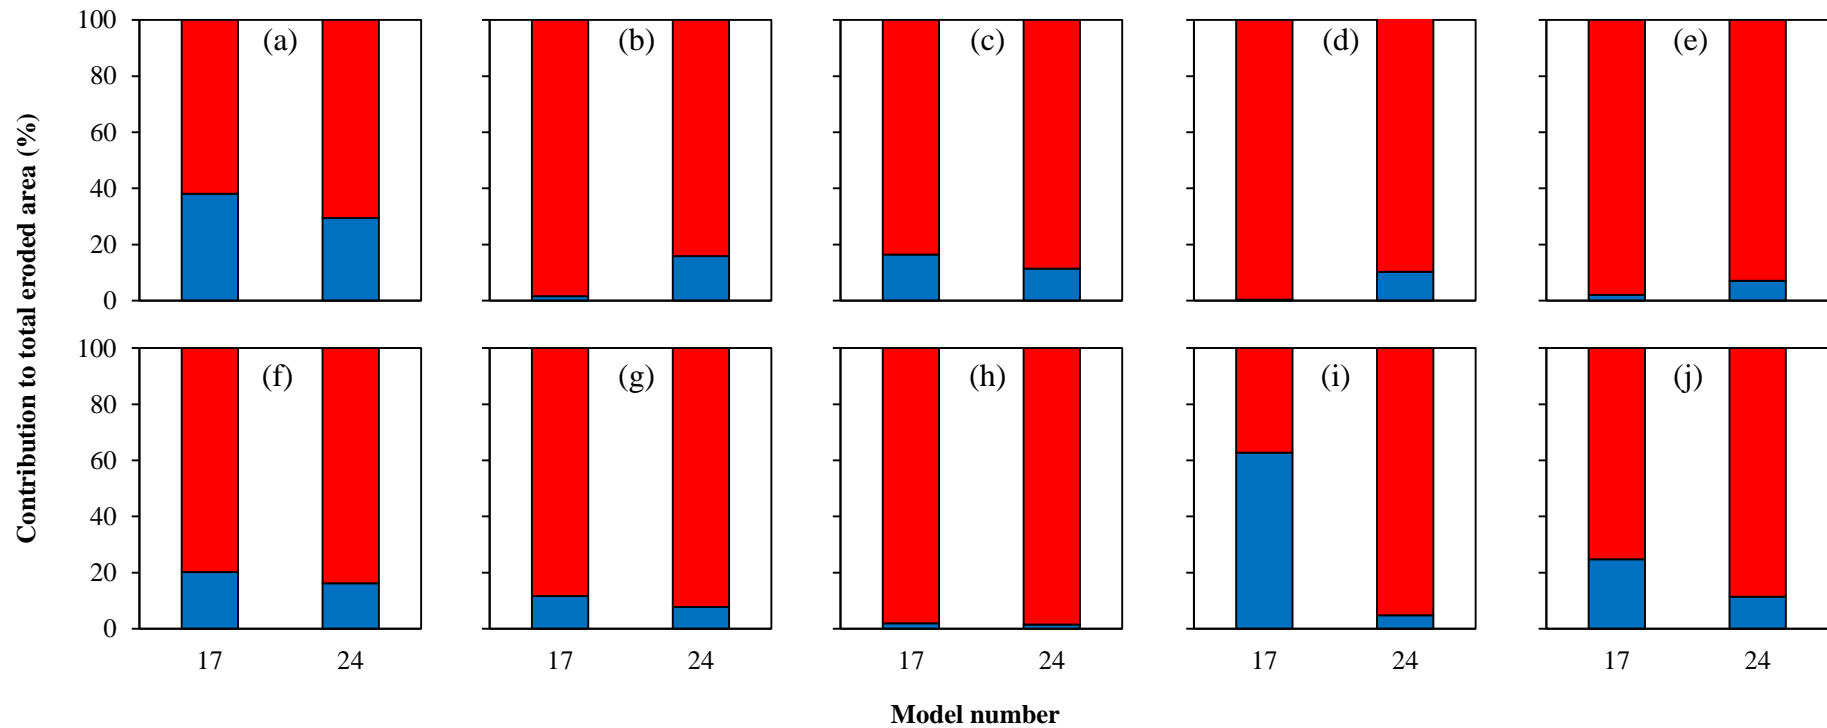 Contribution to total eroded area (%)
100
80
60
40
20
0
(a)
(b)
(c)
(d)
(e)
100
80
60
40
20
0
(f)
(g)
(h)
(i)
(j)
17 24 17 24 17 24 17 24 17 24
Model number